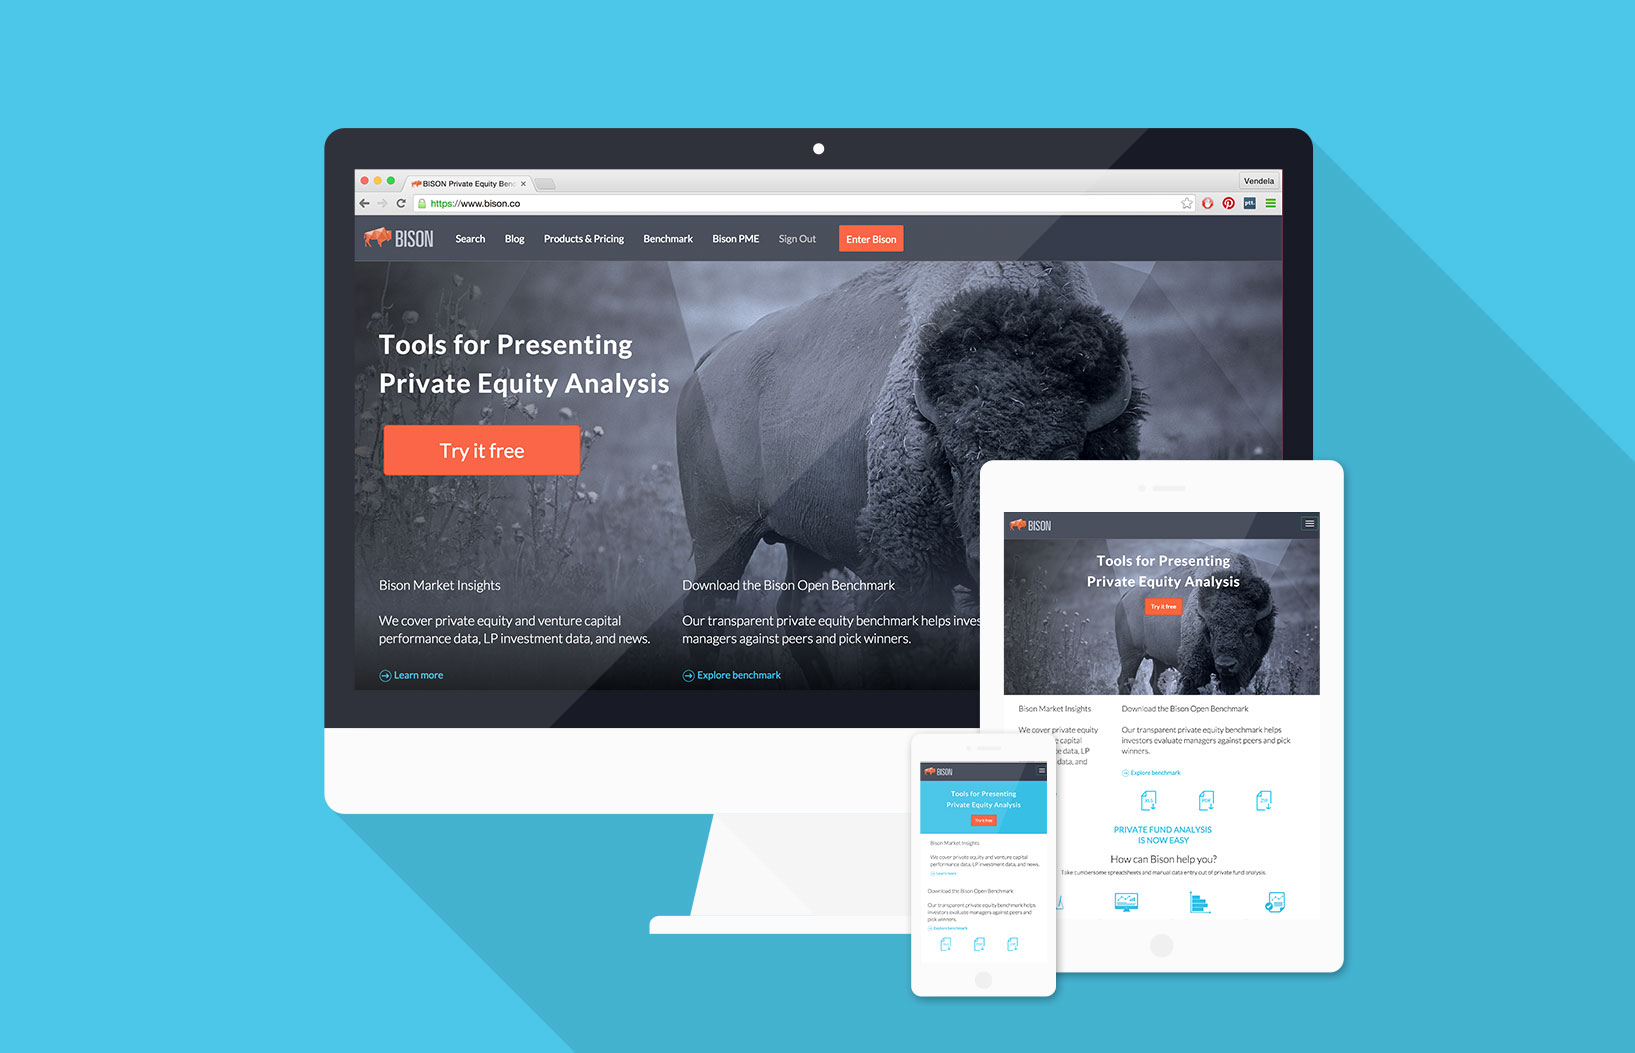 BISON Private Equity Benc
Vendela
https://www.bison.co
BISON
Search
Blog
Products & Pricing
Benchmark
Bison PME
Sign Out
Enter Bison
Tools for Presenting
Private Equity Analysis
Try it free
Bison Market Insights
We cover private equity and venture capital
performance data, LP investment data, and news.
Learn more
Download the Bison Open Benchmark
Our transparent private equity benchmark helps inves
managers against peers and pick winners.
Explore benchmark
BISON
Tools for Presenting
Private Equity Analysis
Try it free
Bison Market Insights
We cover private equity
e capital
ce data, LP
data, and
Download the Bison Open Benchmark
Our transparent private equity benchmark helps
investors evaluate managers against peers and pick
winners.
Explore benchmark
XLS
PDF
ZIP
PRIVATE FUND ANALYSIS
IS NOW EASY
How can Bison help you?
Take cumbersome spreadsheets and manual data entry out of private fund analysis.
BISON
Tools for Presenting
Private Equity Analysis
Try it free
Bison Market Insights
We cover private equity and venture capital
performance data, LP investment data, and news.
Learn more
Download the Bison Open Benchmark
Our transparent private equity benchmark helps
investors evaluate managers against peers and
pick winners.
Explore benchmark